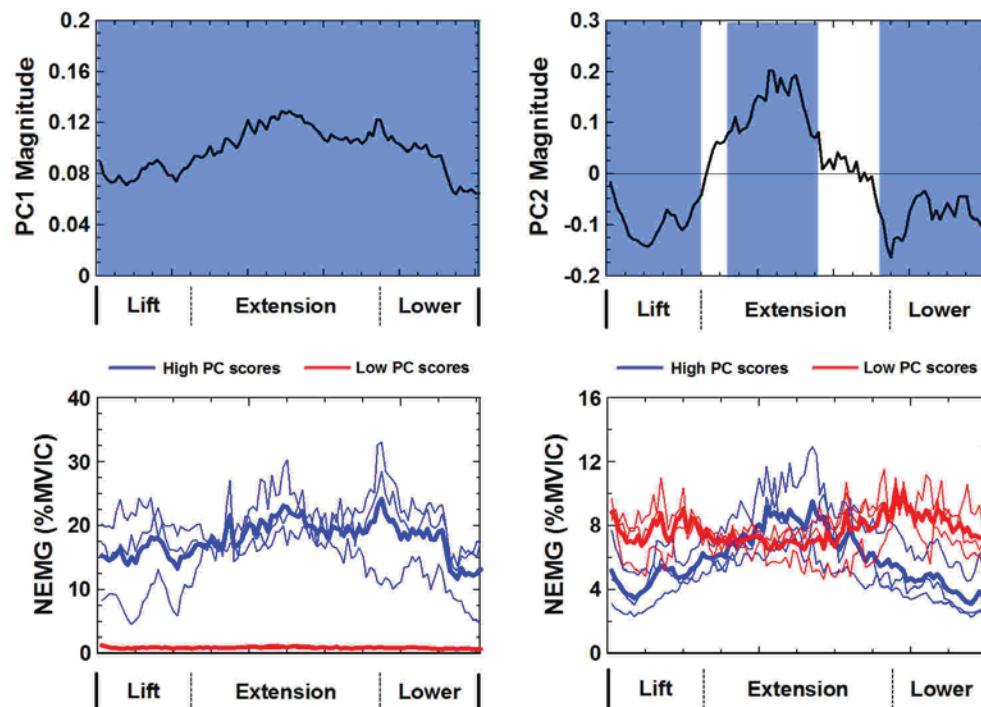 PC1 Magnitude
0.2
0.16
0.12
0.08
0.04
0
Lift Extension Lower
PC2 Magnitude
0.3
0.2
0.1
0
-0.1
-0.2
Lift Extension Lower
High PC scores Low PC scores
High PC scores Low PC scores
NEMG (%MVIC)
40
30
20
10
0
Lift Extension Lower
NEMG (%MVIC)
16
12
8
4
0
Lift Extension Lower